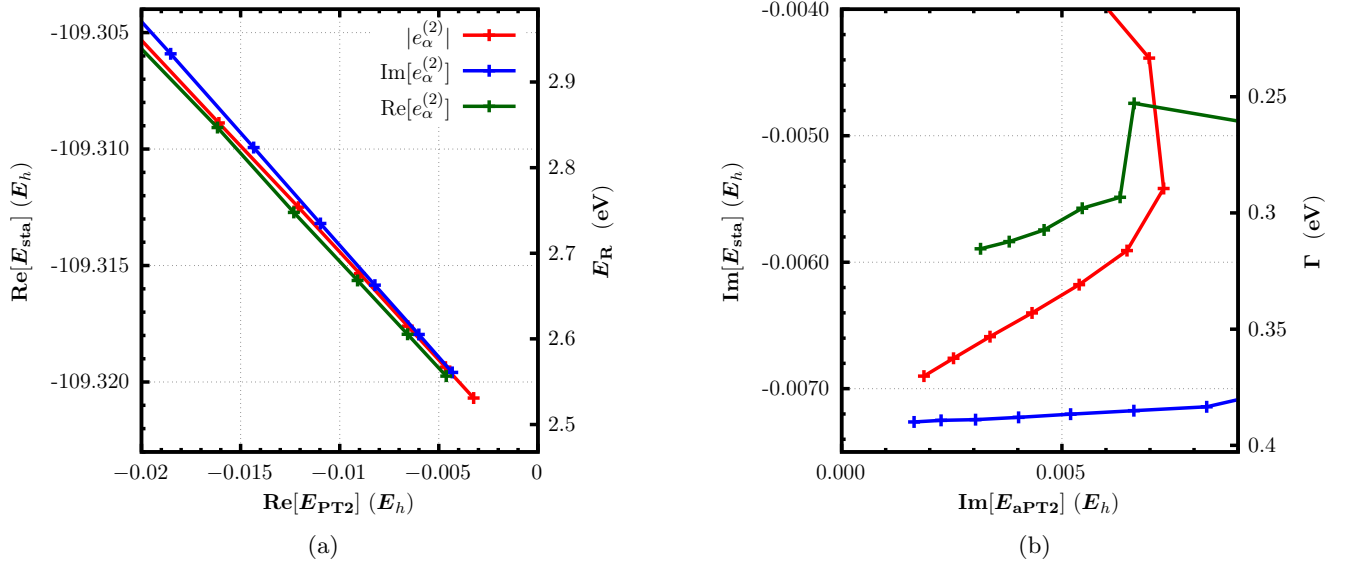 -109.305
-109.310
-109.315
-109.320
Re[E_sta] (E_h)
|e_α^(2)|
Im[e_α^(2)]
Re[e_α^(2)]
2.9
2.8
2.7
2.6
2.5
E_R (eV)
−0.02 −0.015 −0.01 −0.005 0
Re[E_PT2] (E_h)
(a)
-0.0040
-0.0050
-0.0060
-0.0070
Im[E_sta] (E_h)
0.25
0.3
0.35
0.4
Γ (eV)
0.000 0.005
Im[E_aPT2] (E_h)
(b)